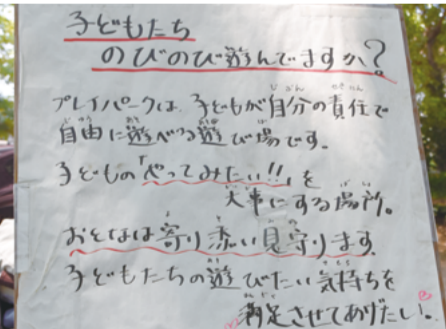 子どもたち
のびのび遊んでますか?
プレイパークは、子どもが自分の責任で
自由に遊べる遊び場です。
子どもの「やってみたい!!」を
大事にする場所。
おとなは寄り添い見守ります。
子どもたちの遊びたい気持ちを
満足させてあげたい。